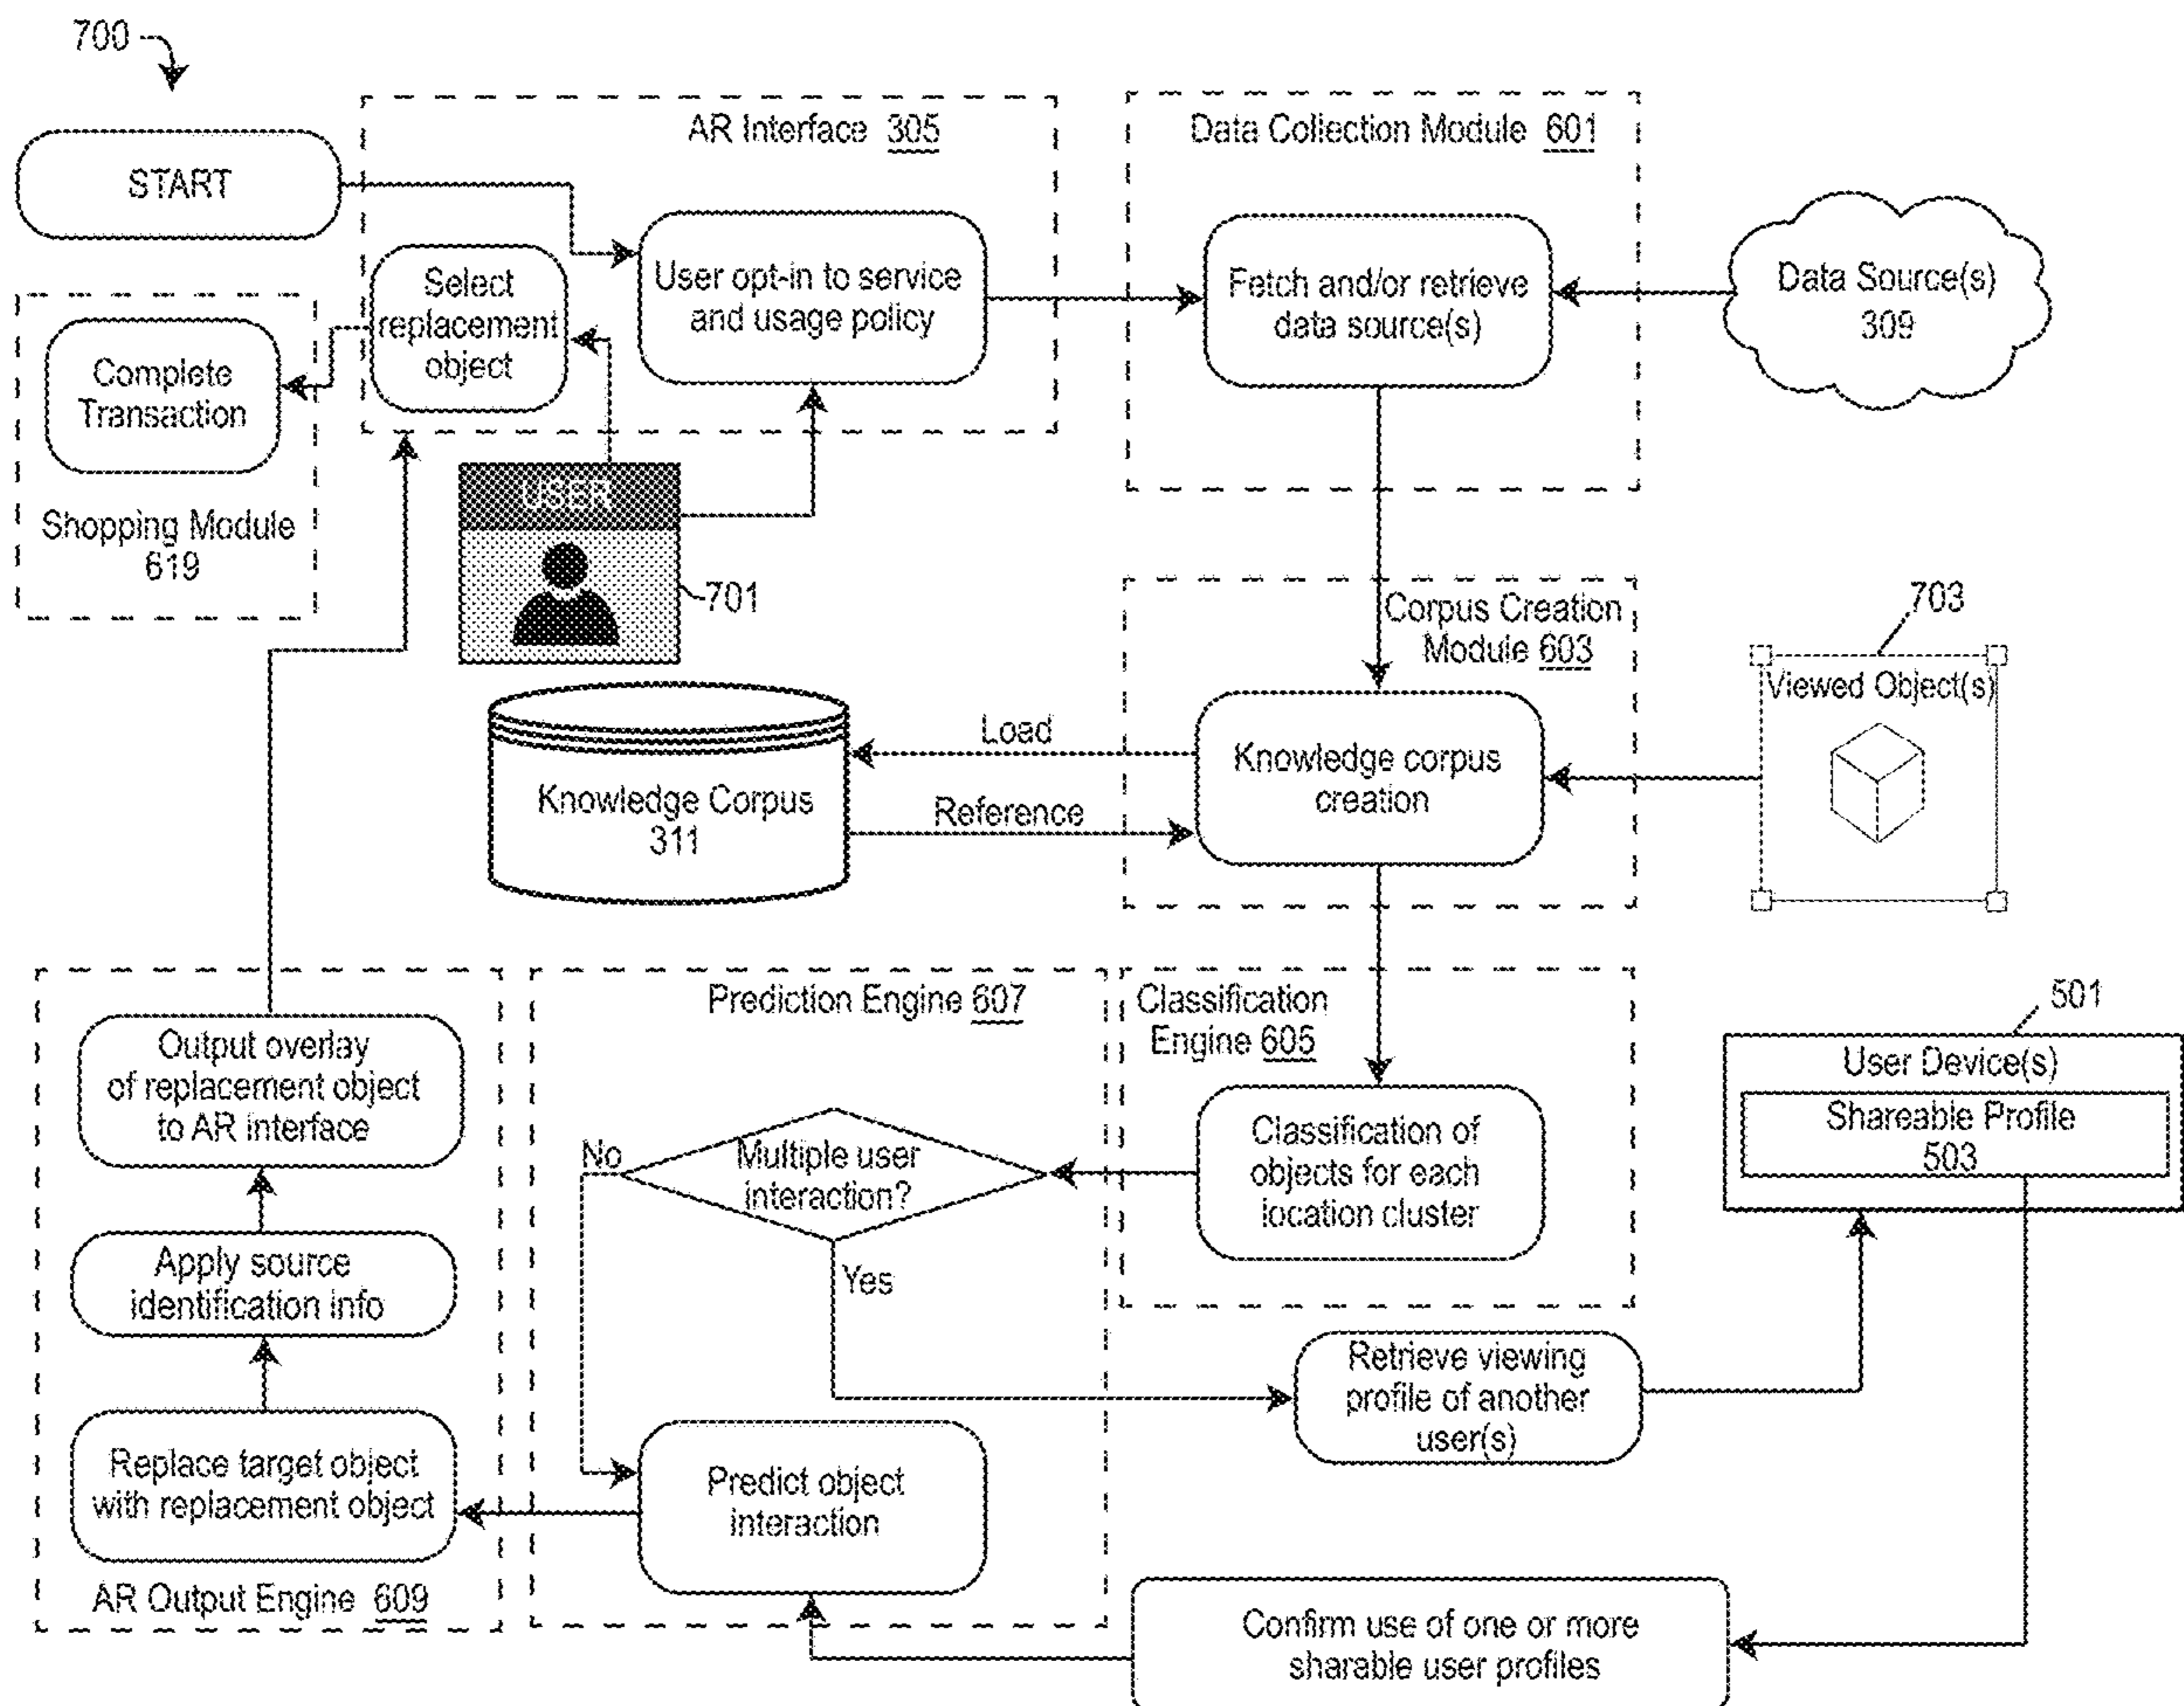 700
START
AR Interface 305
Select
replacement
object
User opt-in to service
and usage policy
Data Collection Module 601
Fetch and/or retrieve
data source(s)
Data Source(s)
309
Complete
Transaction
Shopping Module
619
USER
701
Corpus Creation
Module 603
Knowledge corpus
creation
Load
Reference
Knowledge Corpus
311
703
Viewed Object(s)
Classification
Engine 605
Classification of
objects for each
location cluster
Prediction Engine 607
Multiple user
interaction?
No
Yes
Predict object
interaction
501
User Device(s)
Shareable Profile
503
Retrieve viewing
profile of another
user(s)
Confirm use of one or more
sharable user profiles
Output overlay
of replacement object
to AR interface
Apply source
identification info
Replace target object
with replacement object
AR Output Engine 609